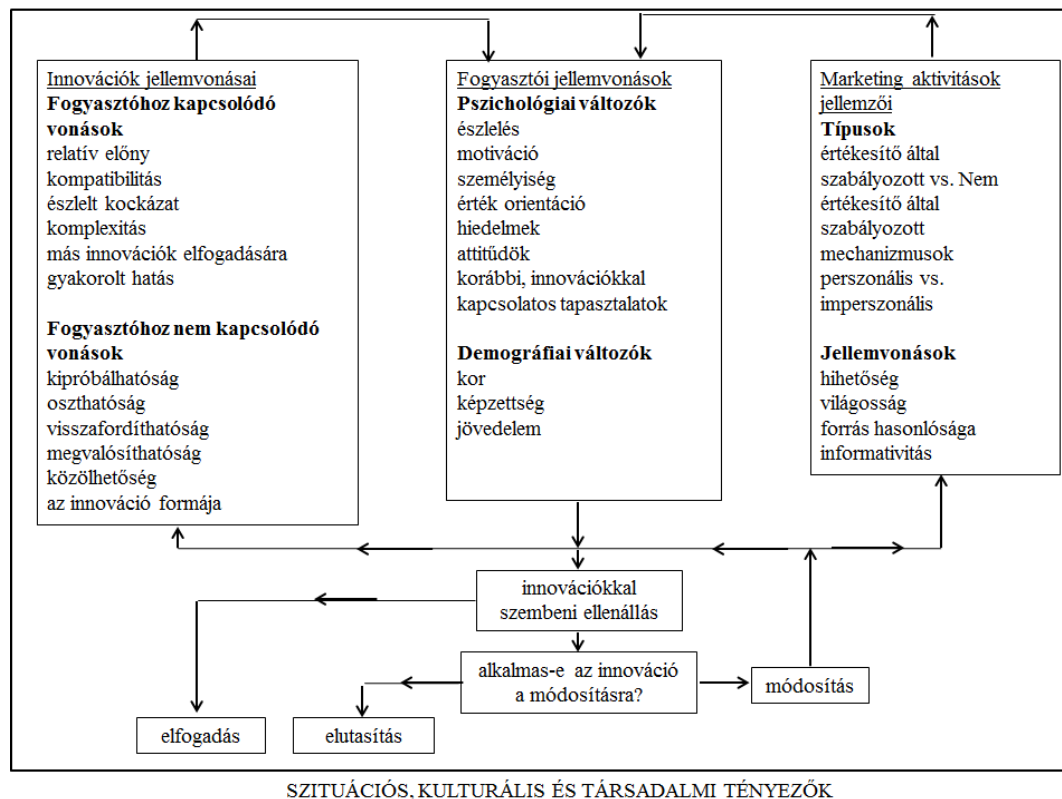 Innovációk jellemvonásai
Fogyasztóhoz kapcsolódó
vonások
relatív előny
kompatibilitás
észlelt kockázat
komplexitás
más innovációk elfogadására
gyakorolt hatás
Fogyasztóhoz nem kapcsolódó
vonások
kipróbálhatóság
oszthatóság
visszafordíthatóság
megvalósíthatóság
közölhetőség
az innováció formája
Fogyasztói jellemvonások
Pszichológiai változók
észlelés
motiváció
személyiség
érték orientáció
hiedelmek
attitűdök
korábbi, innovációkkal
kapcsolatos tapasztalatok
Demográfiai változók
kor
képzettség
jövedelem
Marketing aktivitások
jellemzői
Típusok
értékesítő által
szabályozott vs. Nem
értékesítő által
szabályozott
mechanizmusok
perszonális vs.
imperszonális
Jellemvonások
hihetőség
világosság
forrás hasonlósága
informativitás
innovációkkal
szembeni ellenállás
alkalmas-e az innováció
a módosításra?
módosítás
elfogadás
elutasítás
SZITUÁCIÓS, KULTURÁLIS ÉS TÁRSADALMI TÉNYEZŐK